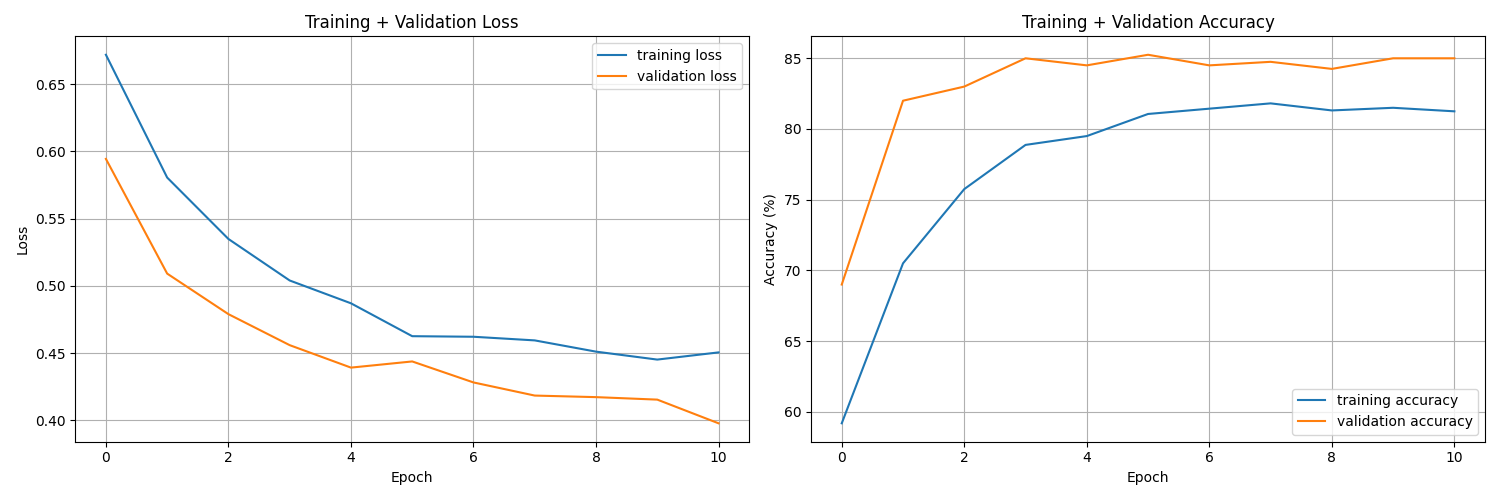 Training + Validation Loss
training loss
validation loss
0.65
0.60
0.55
0.50
0.45
0.40
Loss
0 2 4 6 8 10
Epoch
Training + Validation Accuracy
85
80
75
70
65
60
Accuracy (%)
training accuracy
validation accuracy
0 2 4 6 8 10
Epoch